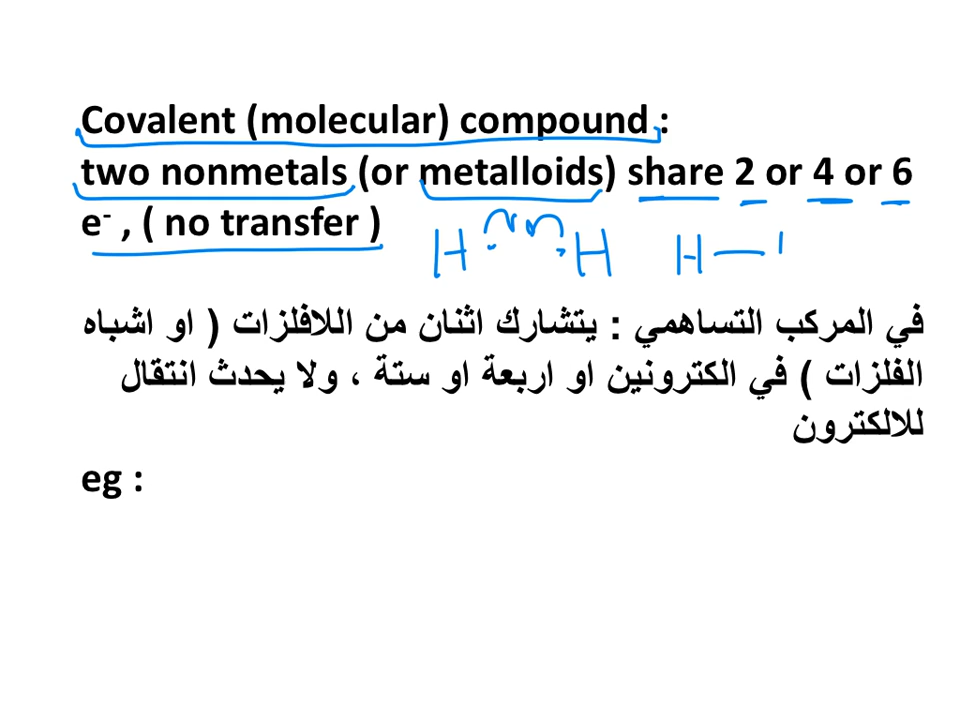 Covalent (molecular) compound :
two nonmetals (or metalloids) share 2 or 4 or 6
e⁻ , ( no transfer )
H H H —
في المركب التساهمي : يتشارك اثنان من اللافلزات ( او اشباه
الفلزات ) في الكترونين او اربعة او ستة ، ولا يحدث انتقال
للالكترون
eg :